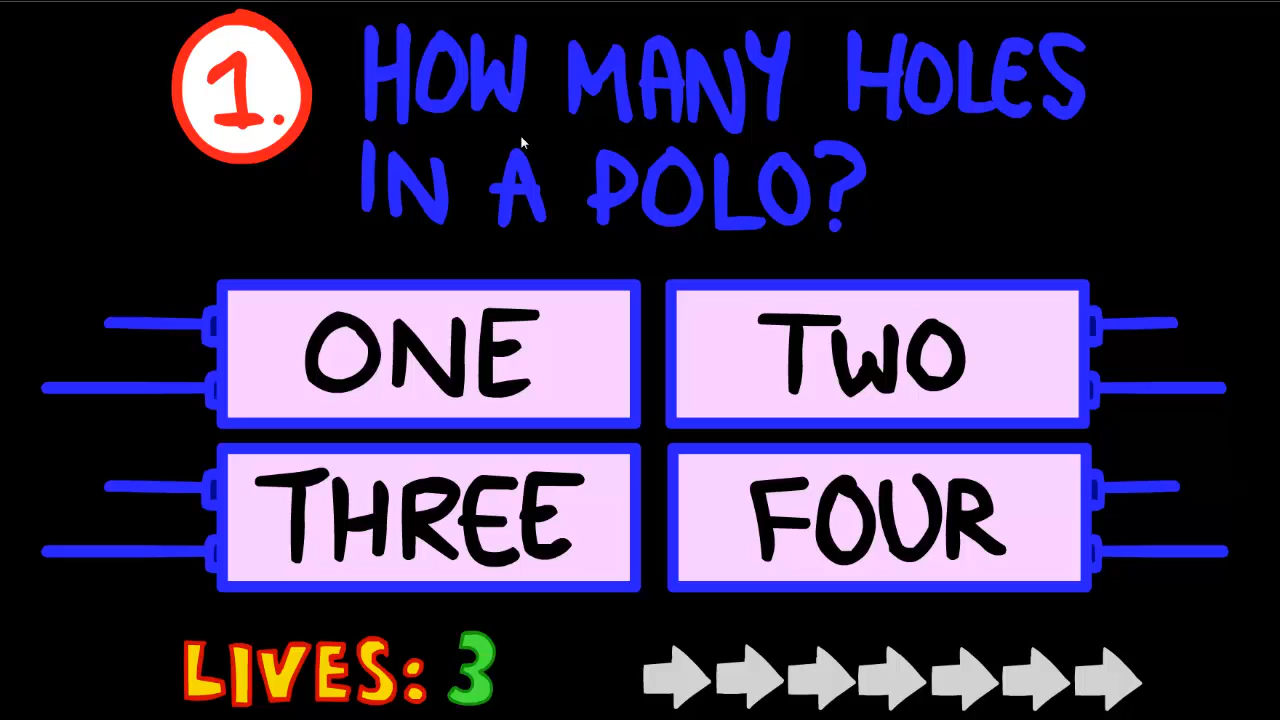 1. HOW MANY HOLES
IN A POLO?
ONE TWO
THREE FOUR
LIVES: 3